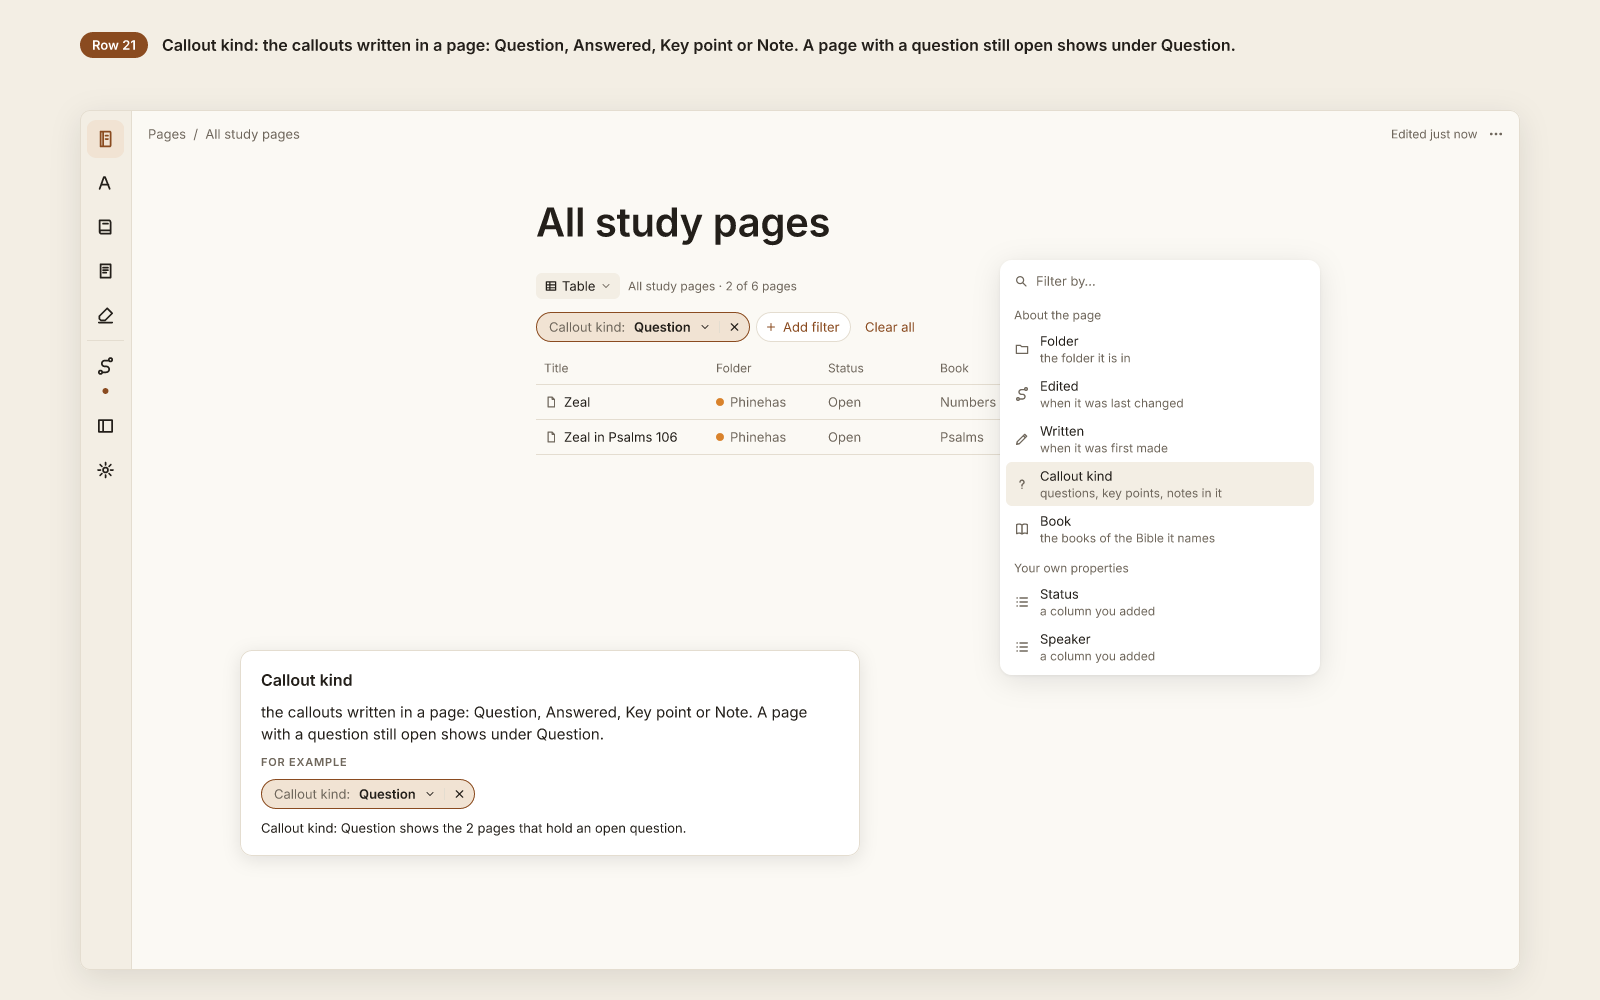 Row 21
Callout kind: the callouts written in a page: Question, Answered, Key point or Note. A page with a question still open shows under Question.
Pages / All study pages
Edited just now
All study pages
Table
All study pages · 2 of 6 pages
Callout kind: Question
+ Add filter
Clear all
Title Folder Status Book
Zeal Phinehas Open Numbers
Zeal in Psalms 106 Phinehas Open Psalms
Filter by...
About the page
Folder
the folder it is in
Edited
when it was last changed
Written
when it was first made
Callout kind
questions, key points, notes in it
Book
the books of the Bible it names
Your own properties
Status
a column you added
Speaker
a column you added
Callout kind
the callouts written in a page: Question, Answered, Key point or Note. A page
with a question still open shows under Question.
FOR EXAMPLE
Callout kind: Question
Callout kind: Question shows the 2 pages that hold an open question.